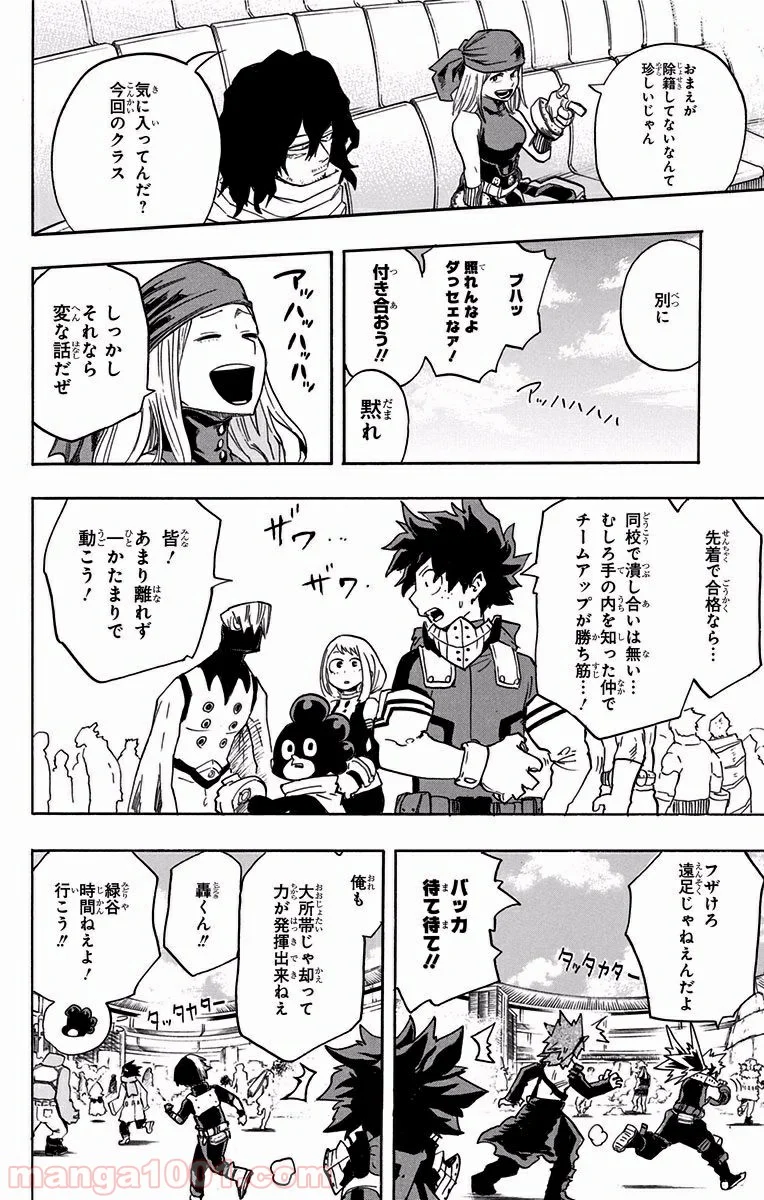 おまえが
除籍してないなんて
珍しいじゃん
気に入ってんだ？
今回のクラス
別に
ブハッ
照れんなよ
ダッセェなァ！
付き合おう!!
黙れ
アッハハハハ
アッハッハッハッ
しっかし
それなら
変な話だぜ
先着で合格なら…
同校で潰し合いは無い…
むしろ手の内を知った仲で
チームアップが勝ち筋…！
ザワ…
ザワ…
皆！
あまり離れず
一かたまりで
動こう！
フザけろ
遠足じゃねえんだよ
タッタカター
バッカ
待て待て!!
俺も
大所帯じゃ却って
力が発揮出来ねえ
轟くん!!
タッタカター
緑谷
時間ねえよ！
行こう!!
manga1001.com